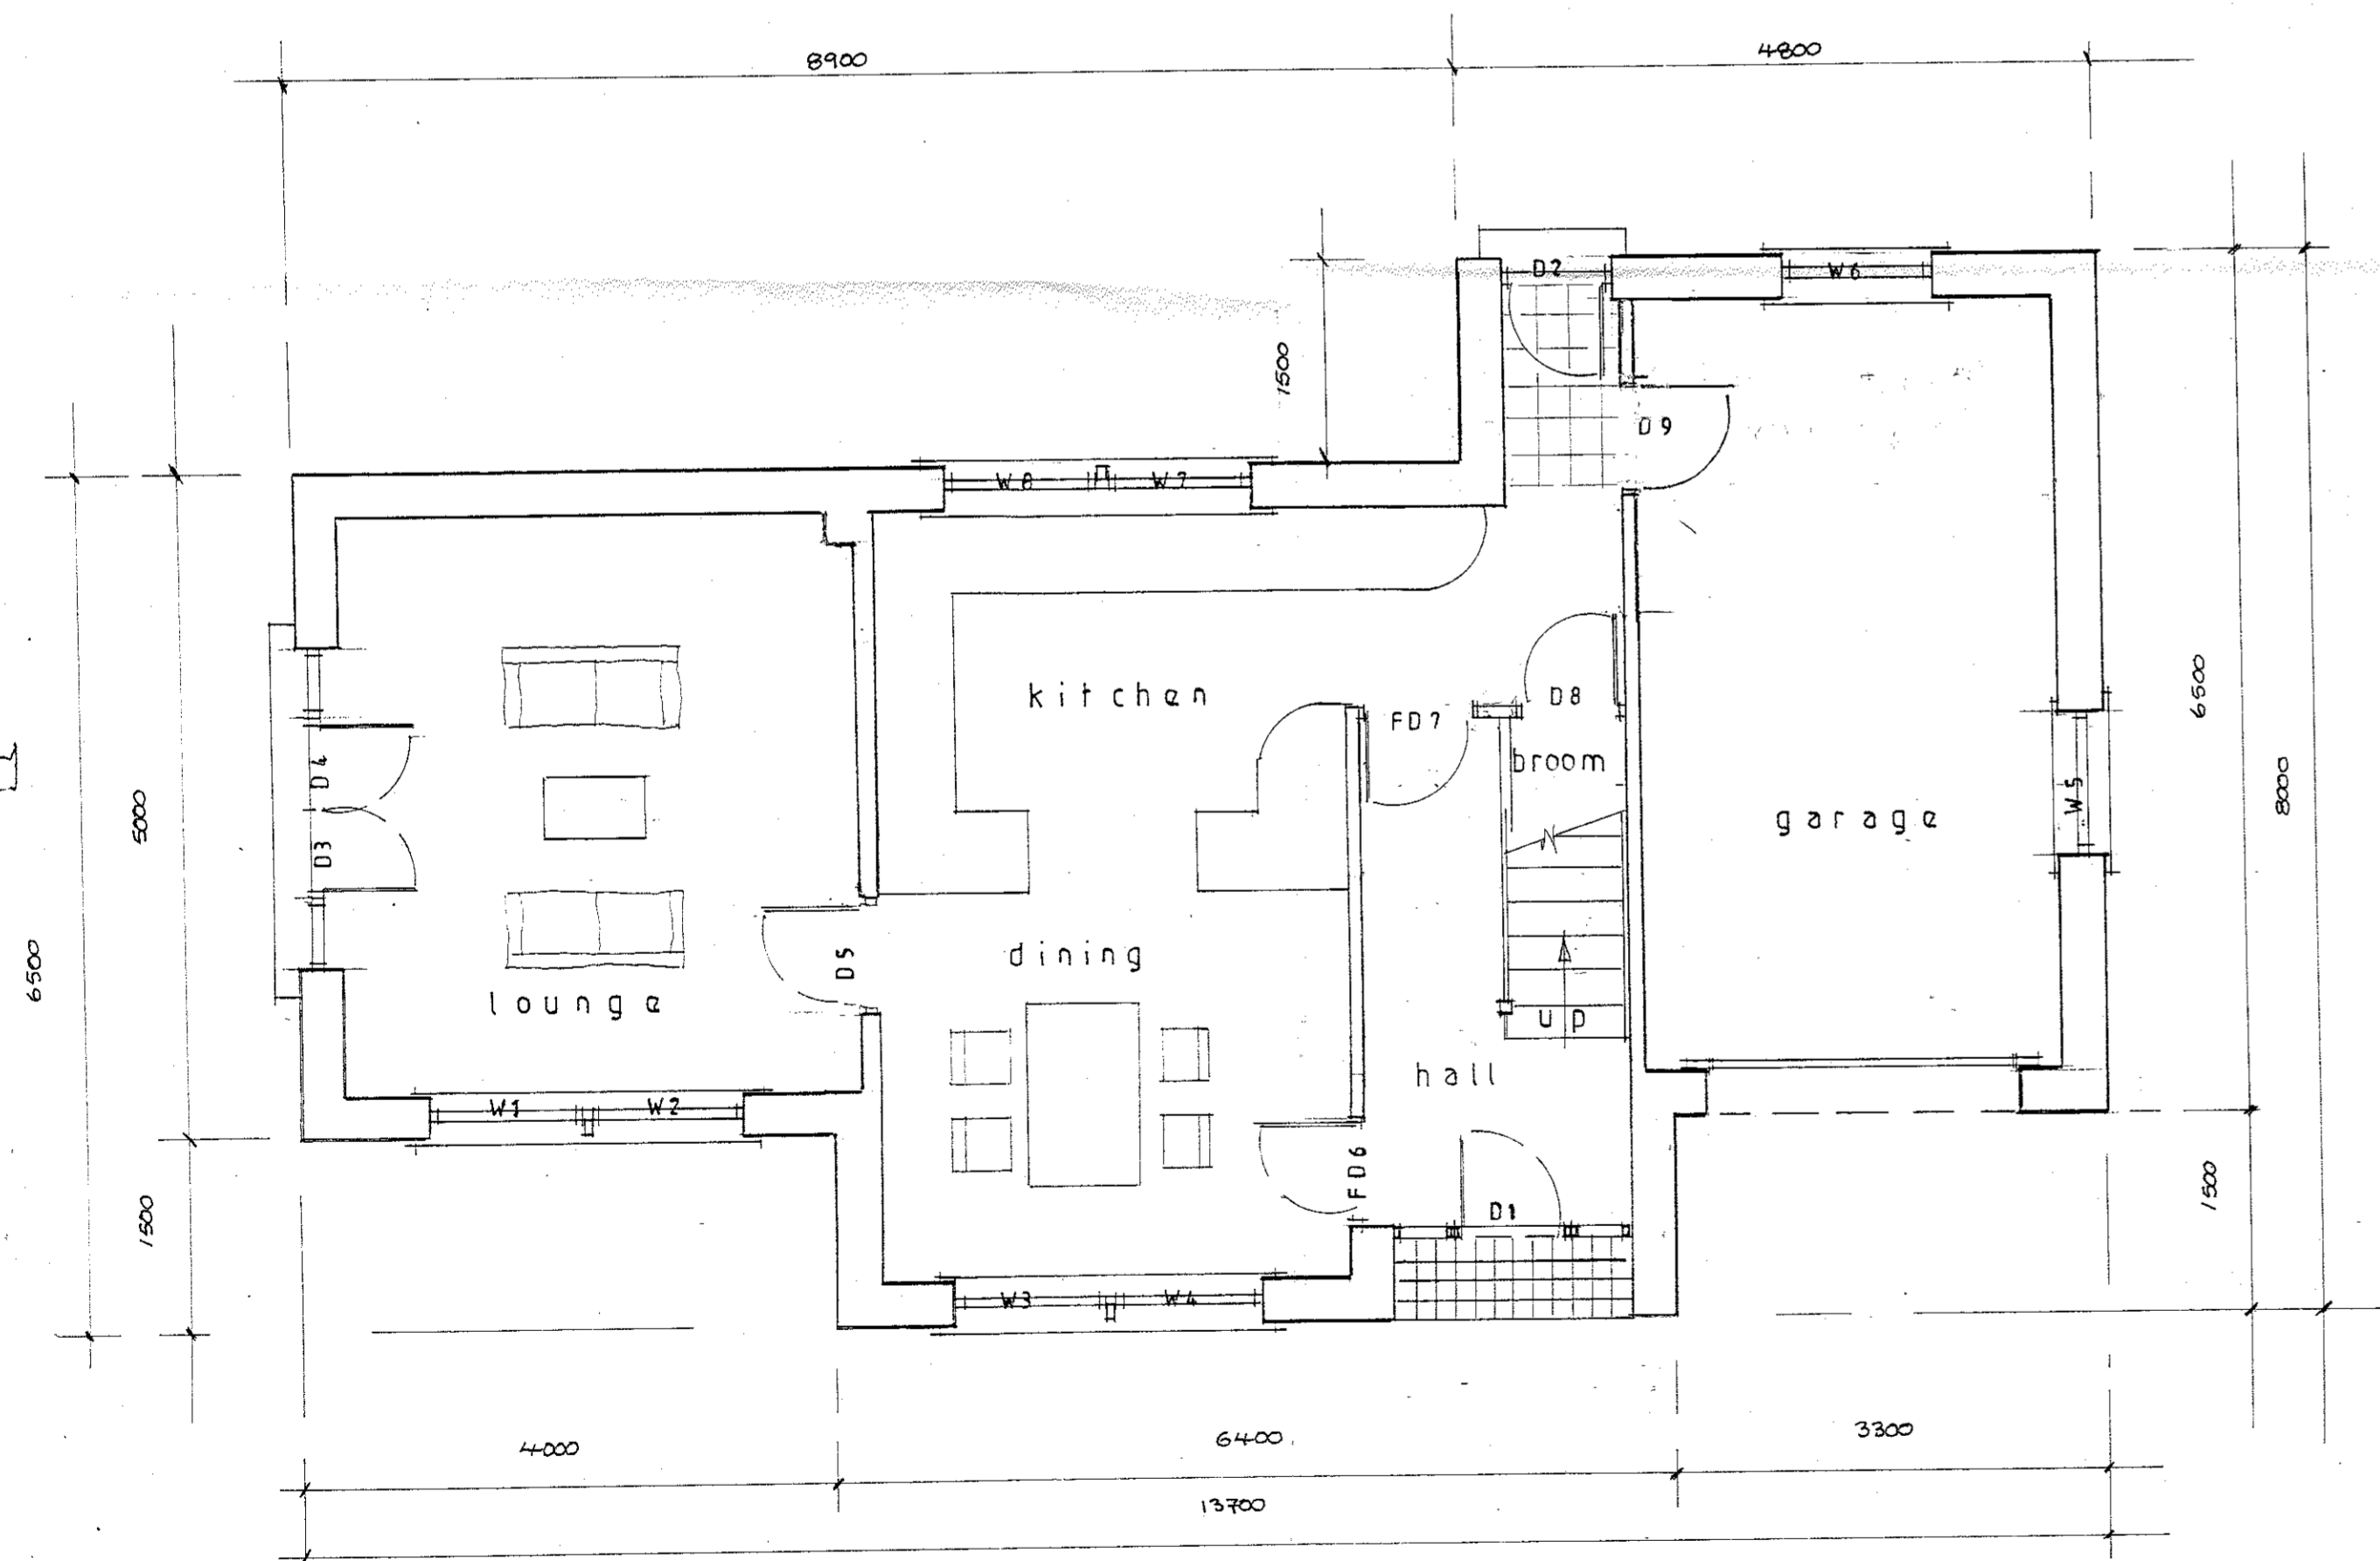 8900
4800
D2
W6
1500
D9
W8
W7
kitchen
D8
FD7
6500
broom
D4
W5
8000
5000
garage
D3
dining
D5
6500
lounge
UP
hall
W1
W2
FD6
1500
1500
D1
W3
W4
4000
6400
3300
13700